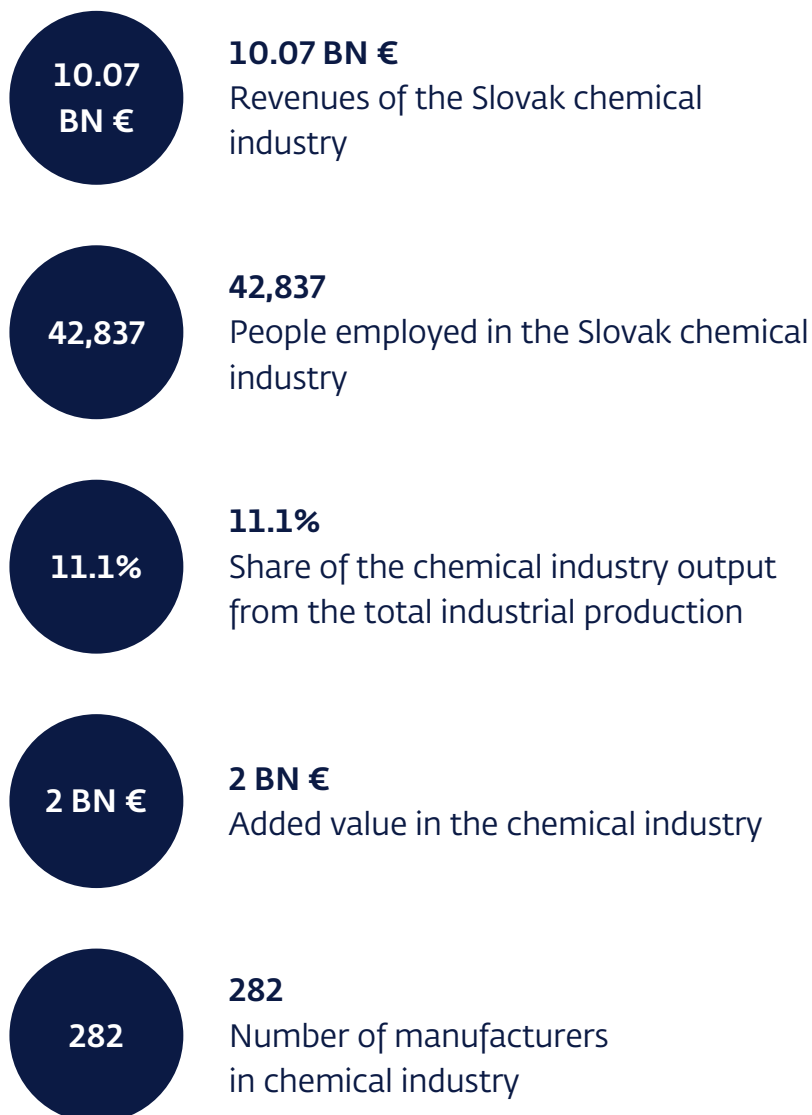 10.07
BN €
10.07 BN €
Revenues of the Slovak chemical
industry
42,837
42,837
People employed in the Slovak chemical
industry
11.1%
11.1%
Share of the chemical industry output
from the total industrial production
2 BN €
2 BN €
Added value in the chemical industry
282
282
Number of manufacturers
in chemical industry